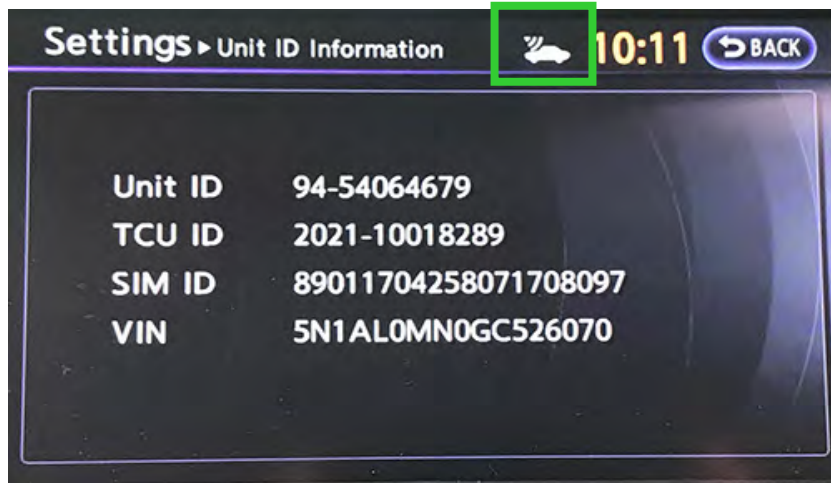 Settings ▸ Unit ID Information 10:11 BACK
Unit ID 94-54064679
TCU ID 2021-10018289
SIM ID 89011704258071708097
VIN 5N1AL0MN0GC526070